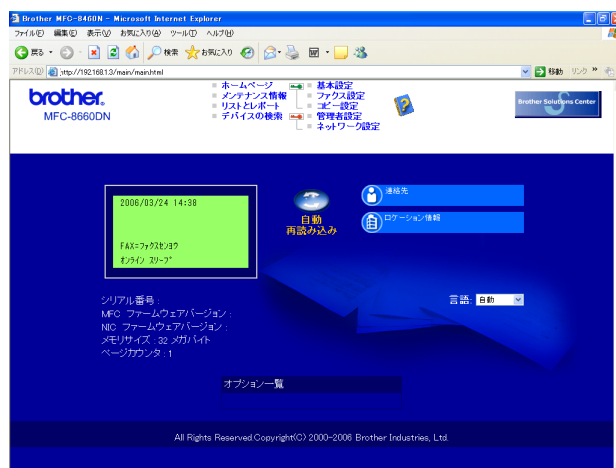 Brother MFC-8460N - Microsoft Internet Explorer
ファイル(F) 編集(E) 表示(V) お気に入り(A) ツール(T) ヘルプ(H)
戻る 検索 お気に入り
アドレス(D) http://192.168.1.3/main/main.html 移動 リンク »
brother.
MFC-8660DN
ホームページ
メンテナンス情報
リストとレポート
デバイスの検索
基本設定
ファクス設定
コピー設定
管理者設定
ネットワーク設定
Brother Solutions Center
2006/03/24 14:38
FAX=ファクスセンヨウ
オンライン スリープ
自動
再読み込み
連絡先
ロケーション情報
シリアル番号 :
MFC ファームウェアバージョン :
NIC ファームウェアバージョン :
メモリサイズ : 32 メガバイト
ページカウンタ : 1
言語: 自動
オプション一覧
All Rights Reserved.Copyright(C) 2000-2006 Brother Industries, Ltd.